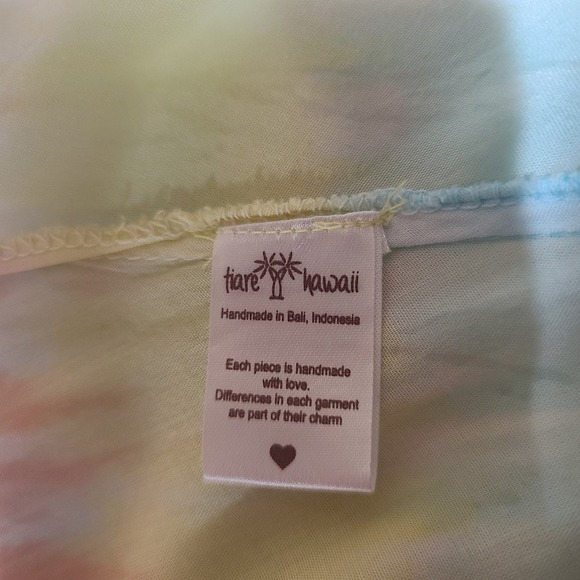 tiare hawaii
Handmade in Bali, Indonesia
Each piece is handmade
with love.
Differences in each garment
are part of their charm